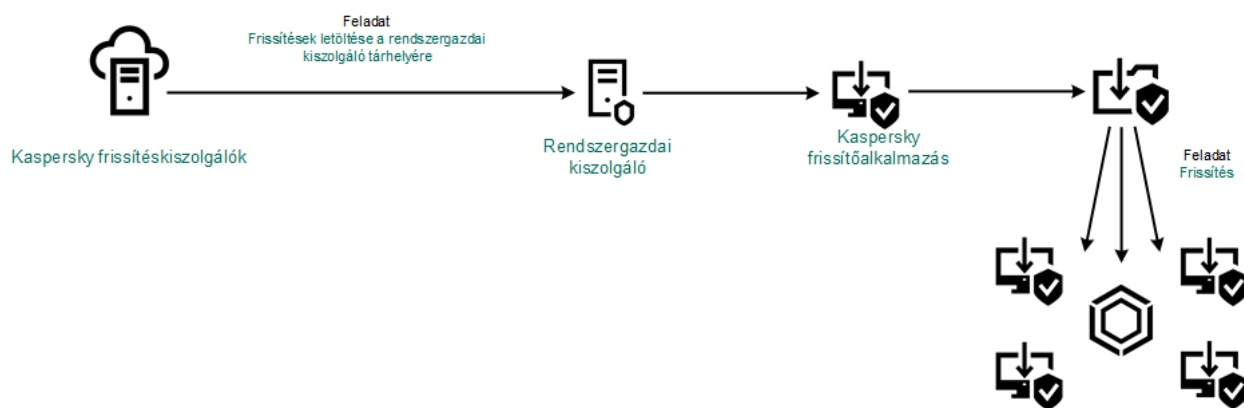 Feladat
Frissítések letöltése a rendszergazdai
kiszolgáló tárhelyére
Kaspersky frissítéskiszolgálók
Rendszergazdai
kiszolgáló
Kaspersky
frissítőalkalmazás
Feladat
Frissítés